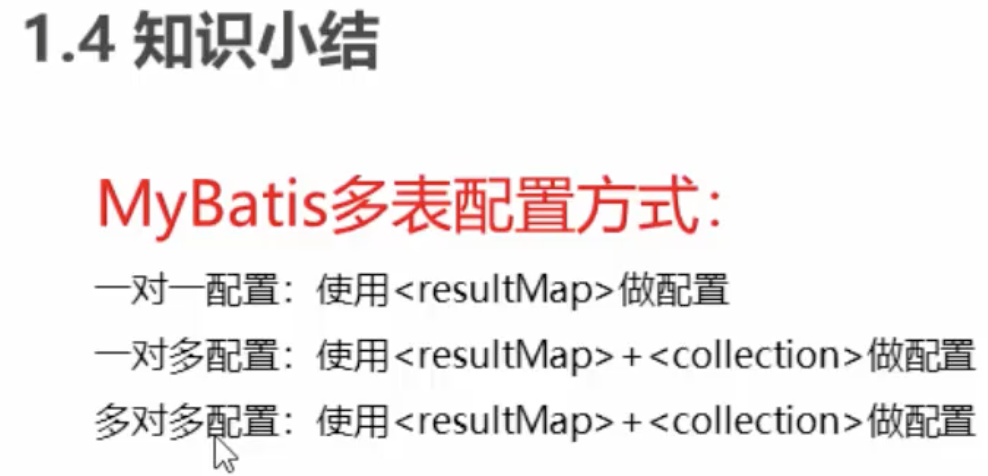 1.4 知识小结
MyBatis多表配置方式：
一对一配置：使用<resultMap>做配置
一对多配置：使用<resultMap>+<collection>做配置
多对多配置：使用<resultMap>+<collection>做配置